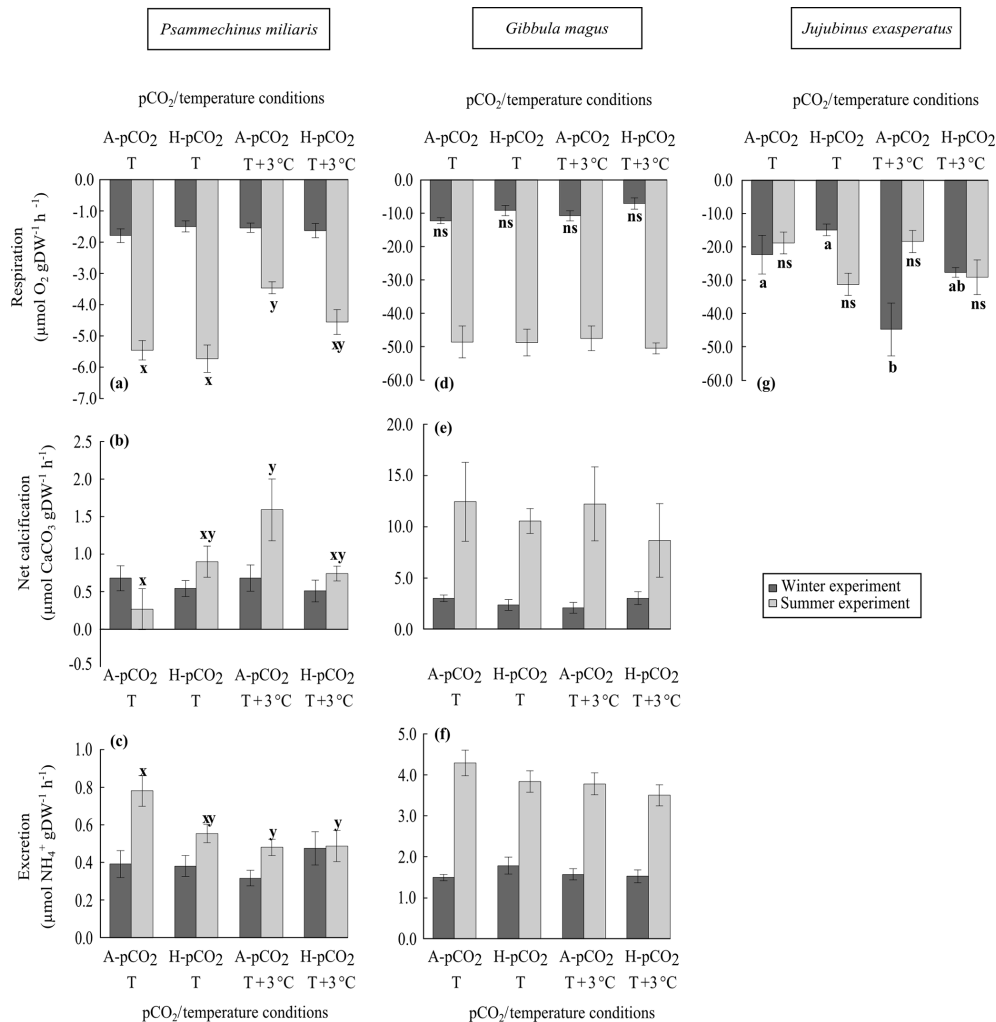 Psammechinus miliaris
Gibbula magus
Jujubinus exasperatus
pCO2/temperature conditions
pCO2/temperature conditions
pCO2/temperature conditions
A-pCO2 H-pCO2 A-pCO2 H-pCO2
T T T + 3 °C T + 3 °C
A-pCO2 H-pCO2 A-pCO2 H-pCO2
T T T + 3 °C T + 3 °C
A-pCO2 H-pCO2 A-pCO2 H-pCO2
T T T + 3 °C T + 3 °C
Respiration
(µmol O2 gDW-1 h -1)
0.0
-1.0
-2.0
-3.0
-4.0
-5.0
-6.0
-7.0
x x y xy
(a)
0.0
-10.0
-20.0
-30.0
-40.0
-50.0
-60.0
ns ns ns ns
(d)
0.0
-10.0
-20.0
-30.0
-40.0
-50.0
-60.0
a ns a ns b ns ab ns
(g)
Net calcification
(µmol CaCO3 gDW-1 h-1)
(b)
2.5
2.0
1.5
1.0
0.5
0.0
-0.5
x xy y xy
A-pCO2 H-pCO2 A-pCO2 H-pCO2
T T T + 3 °C T + 3 °C
(e)
20.0
15.0
10.0
5.0
0.0
A-pCO2 H-pCO2 A-pCO2 H-pCO2
T T T + 3 °C T + 3 °C
Winter experiment
Summer experiment
Excretion
(µmol NH4+ gDW-1 h-1)
(c)
1.0
0.8
0.6
0.4
0.2
0.0
x xy y y
A-pCO2 H-pCO2 A-pCO2 H-pCO2
T T T + 3 °C T + 3 °C
pCO2/temperature conditions
(f)
5.0
4.0
3.0
2.0
1.0
0.0
A-pCO2 H-pCO2 A-pCO2 H-pCO2
T T T + 3 °C T + 3 °C
pCO2/temperature conditions